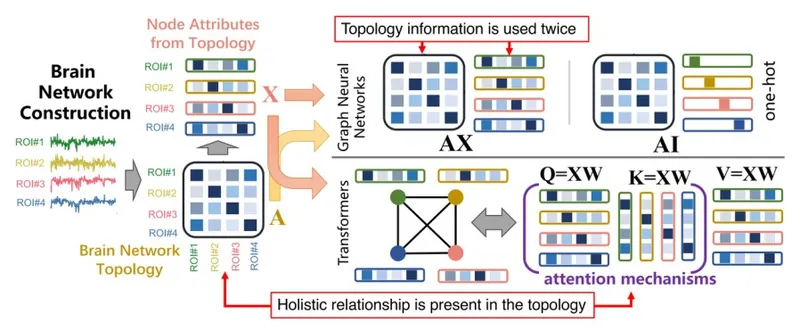 Brain
Network
Construction
ROI#1
ROI#2
ROI#3
ROI#4
Node Attributes
from Topology
ROI#1
ROI#2
ROI#3
ROI#4
X
ROI#1
ROI#2
ROI#3
ROI#4
A
Brain Network
Topology
ROI#1
ROI#2
ROI#3
ROI#4
Topology information is used twice
Graph Neural
Networks
AX
AI
one-hot
Transformers
Q=XW
K=XW
V=XW
attention mechanisms
Holistic relationship is present in the topology